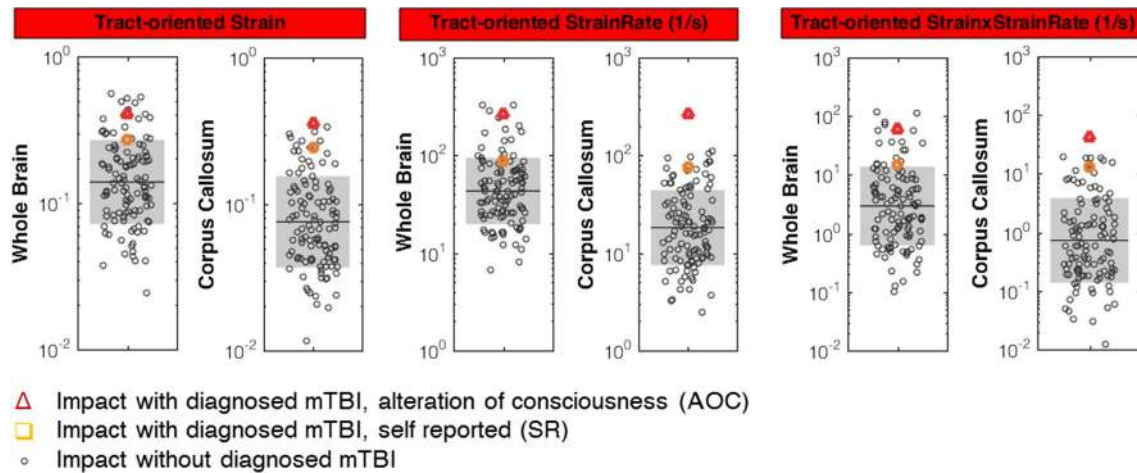 Tract-oriented Strain
Tract-oriented StrainRate (1/s)
Tract-oriented StrainxStrainRate (1/s)
Whole Brain
10^0
10^-1
10^-2
Corpus Callosum
10^0
10^-1
10^-2
Whole Brain
10^3
10^2
10^1
10^0
Corpus Callosum
10^3
10^2
10^1
10^0
Whole Brain
10^3
10^2
10^1
10^0
10^-1
10^-2
Corpus Callosum
10^3
10^2
10^1
10^0
10^-1
10^-2
Impact with diagnosed mTBI, alteration of consciousness (AOC)
Impact with diagnosed mTBI, self reported (SR)
Impact without diagnosed mTBI